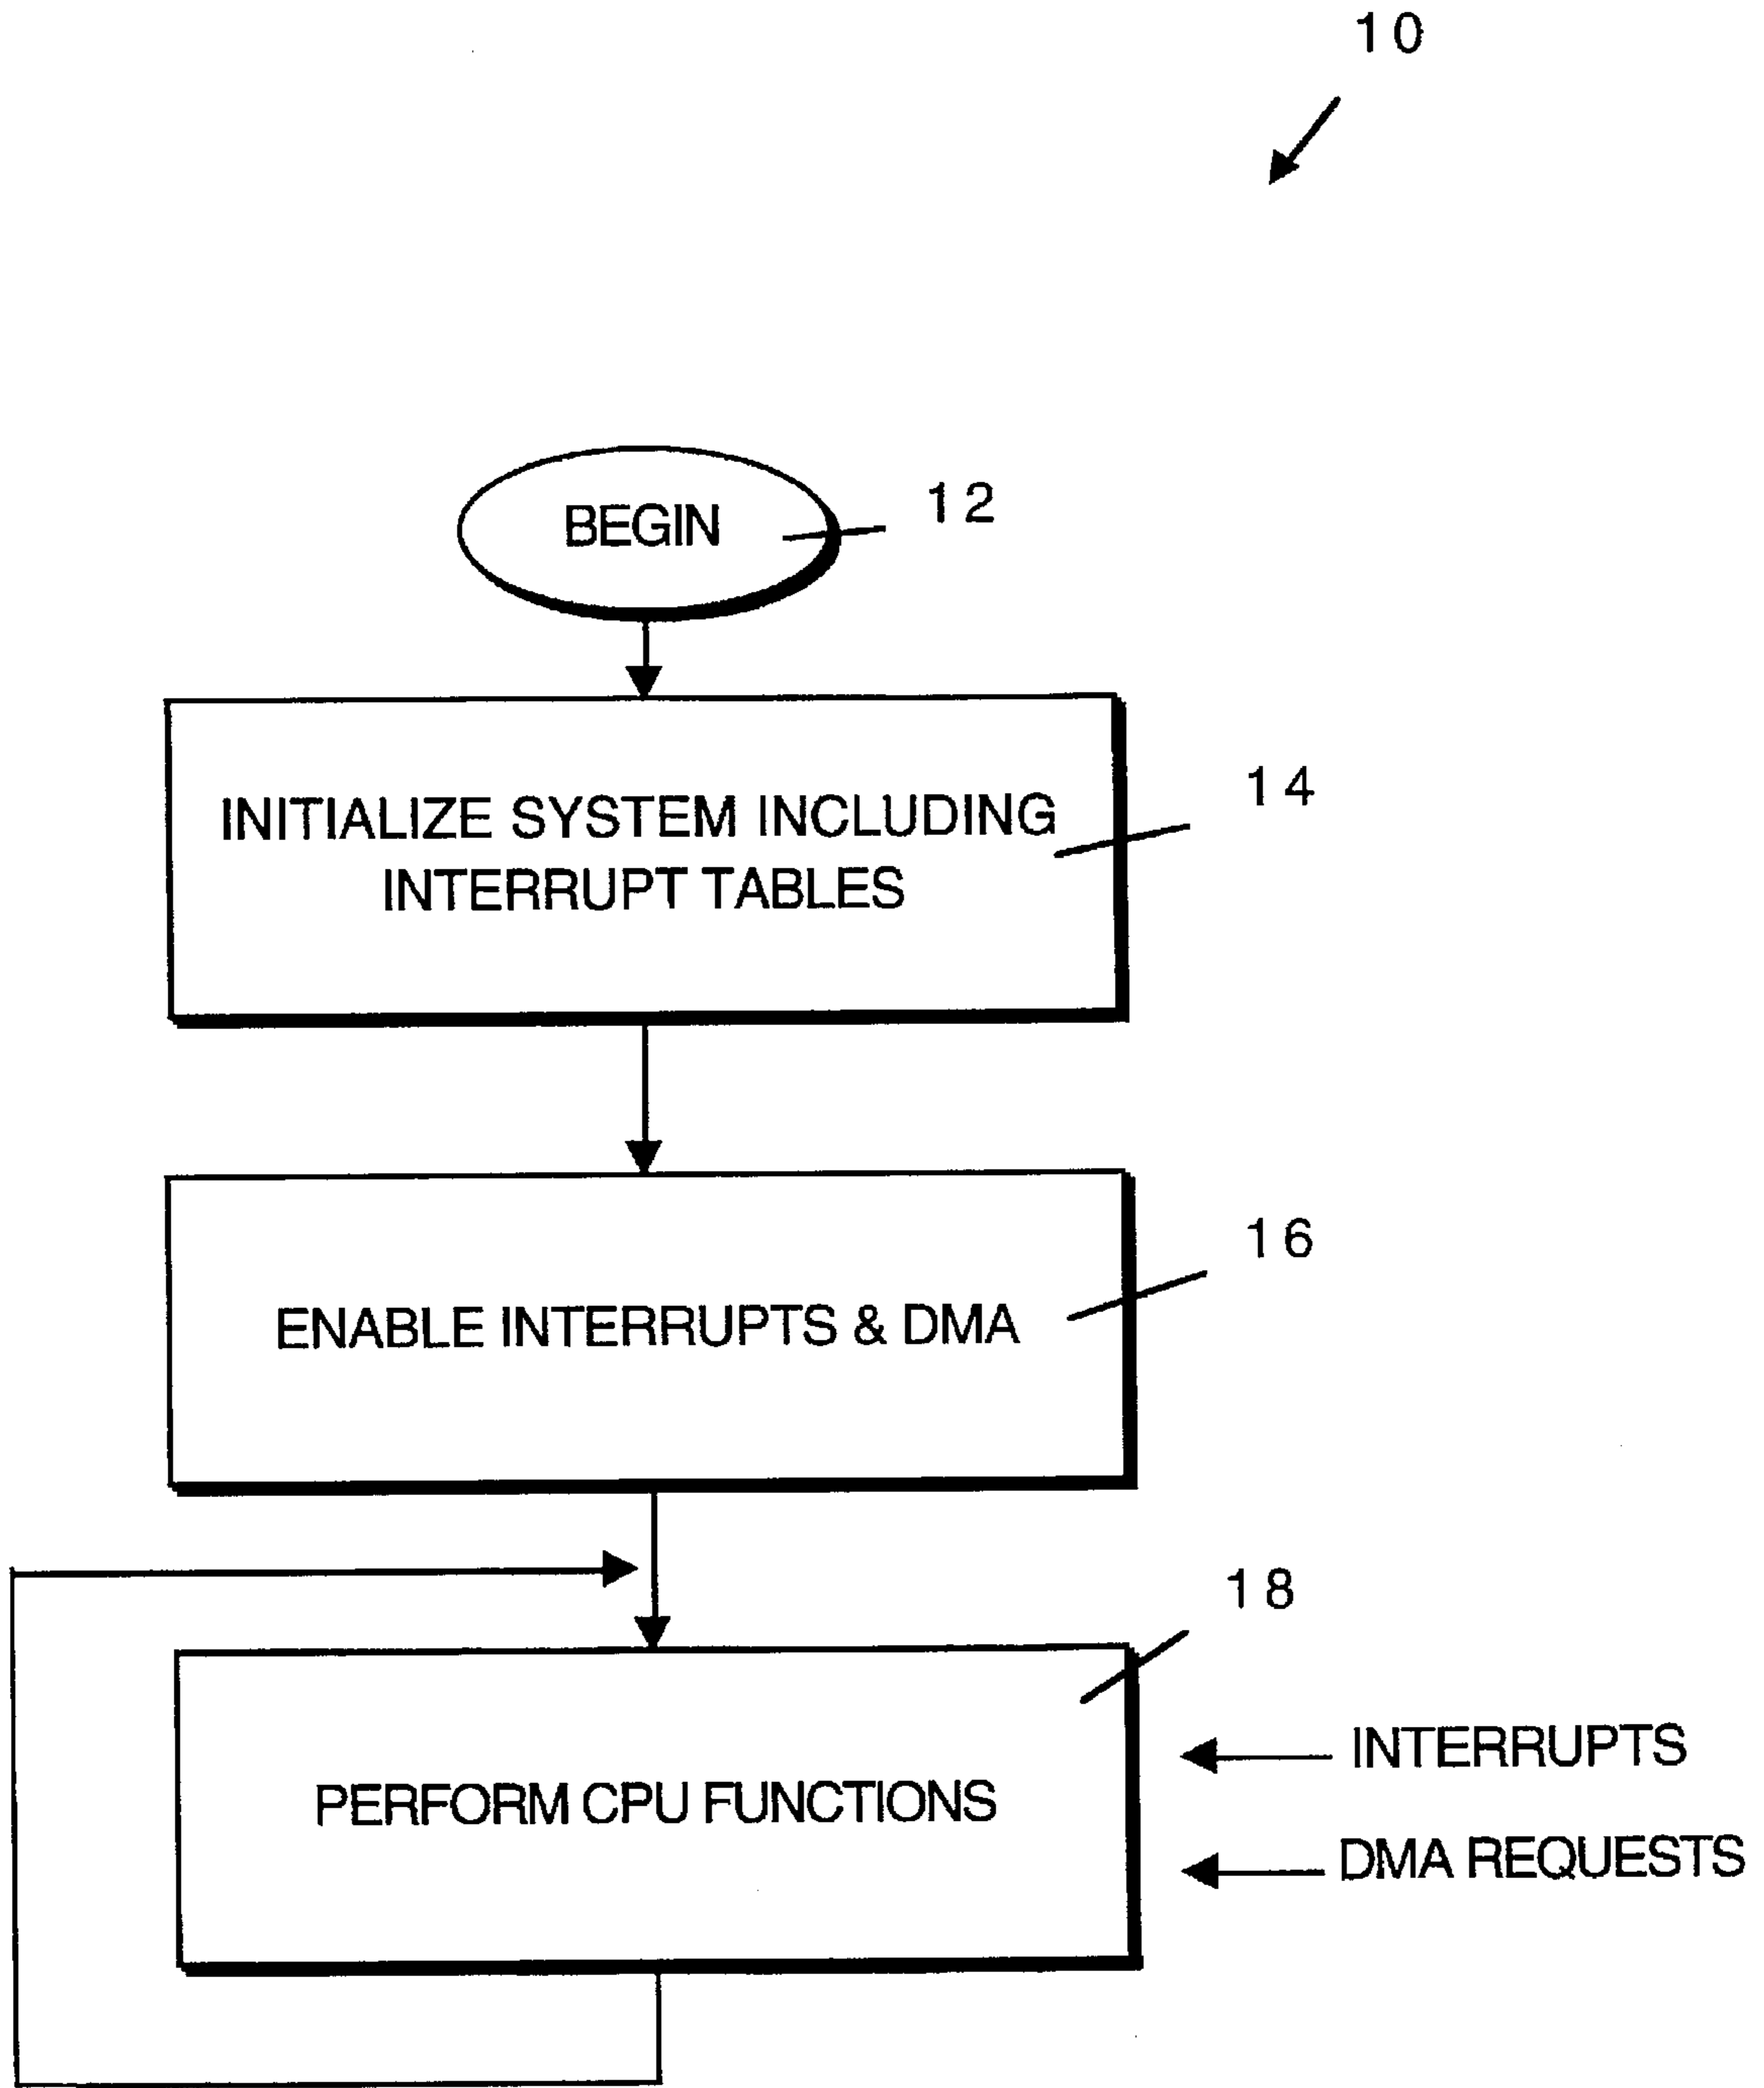 10
BEGIN
12
INITIALIZE SYSTEM INCLUDING
INTERRUPT TABLES
14
ENABLE INTERRUPTS & DMA
16
18
PERFORM CPU FUNCTIONS
INTERRUPTS
DMA REQUESTS